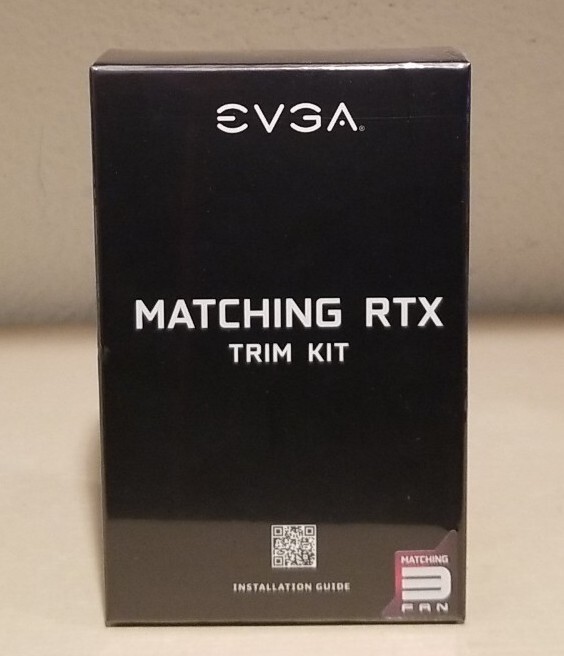 EVGA®
MATCHING RTX
TRIM KIT
INSTALLATION GUIDE
MATCHING
3
FAN